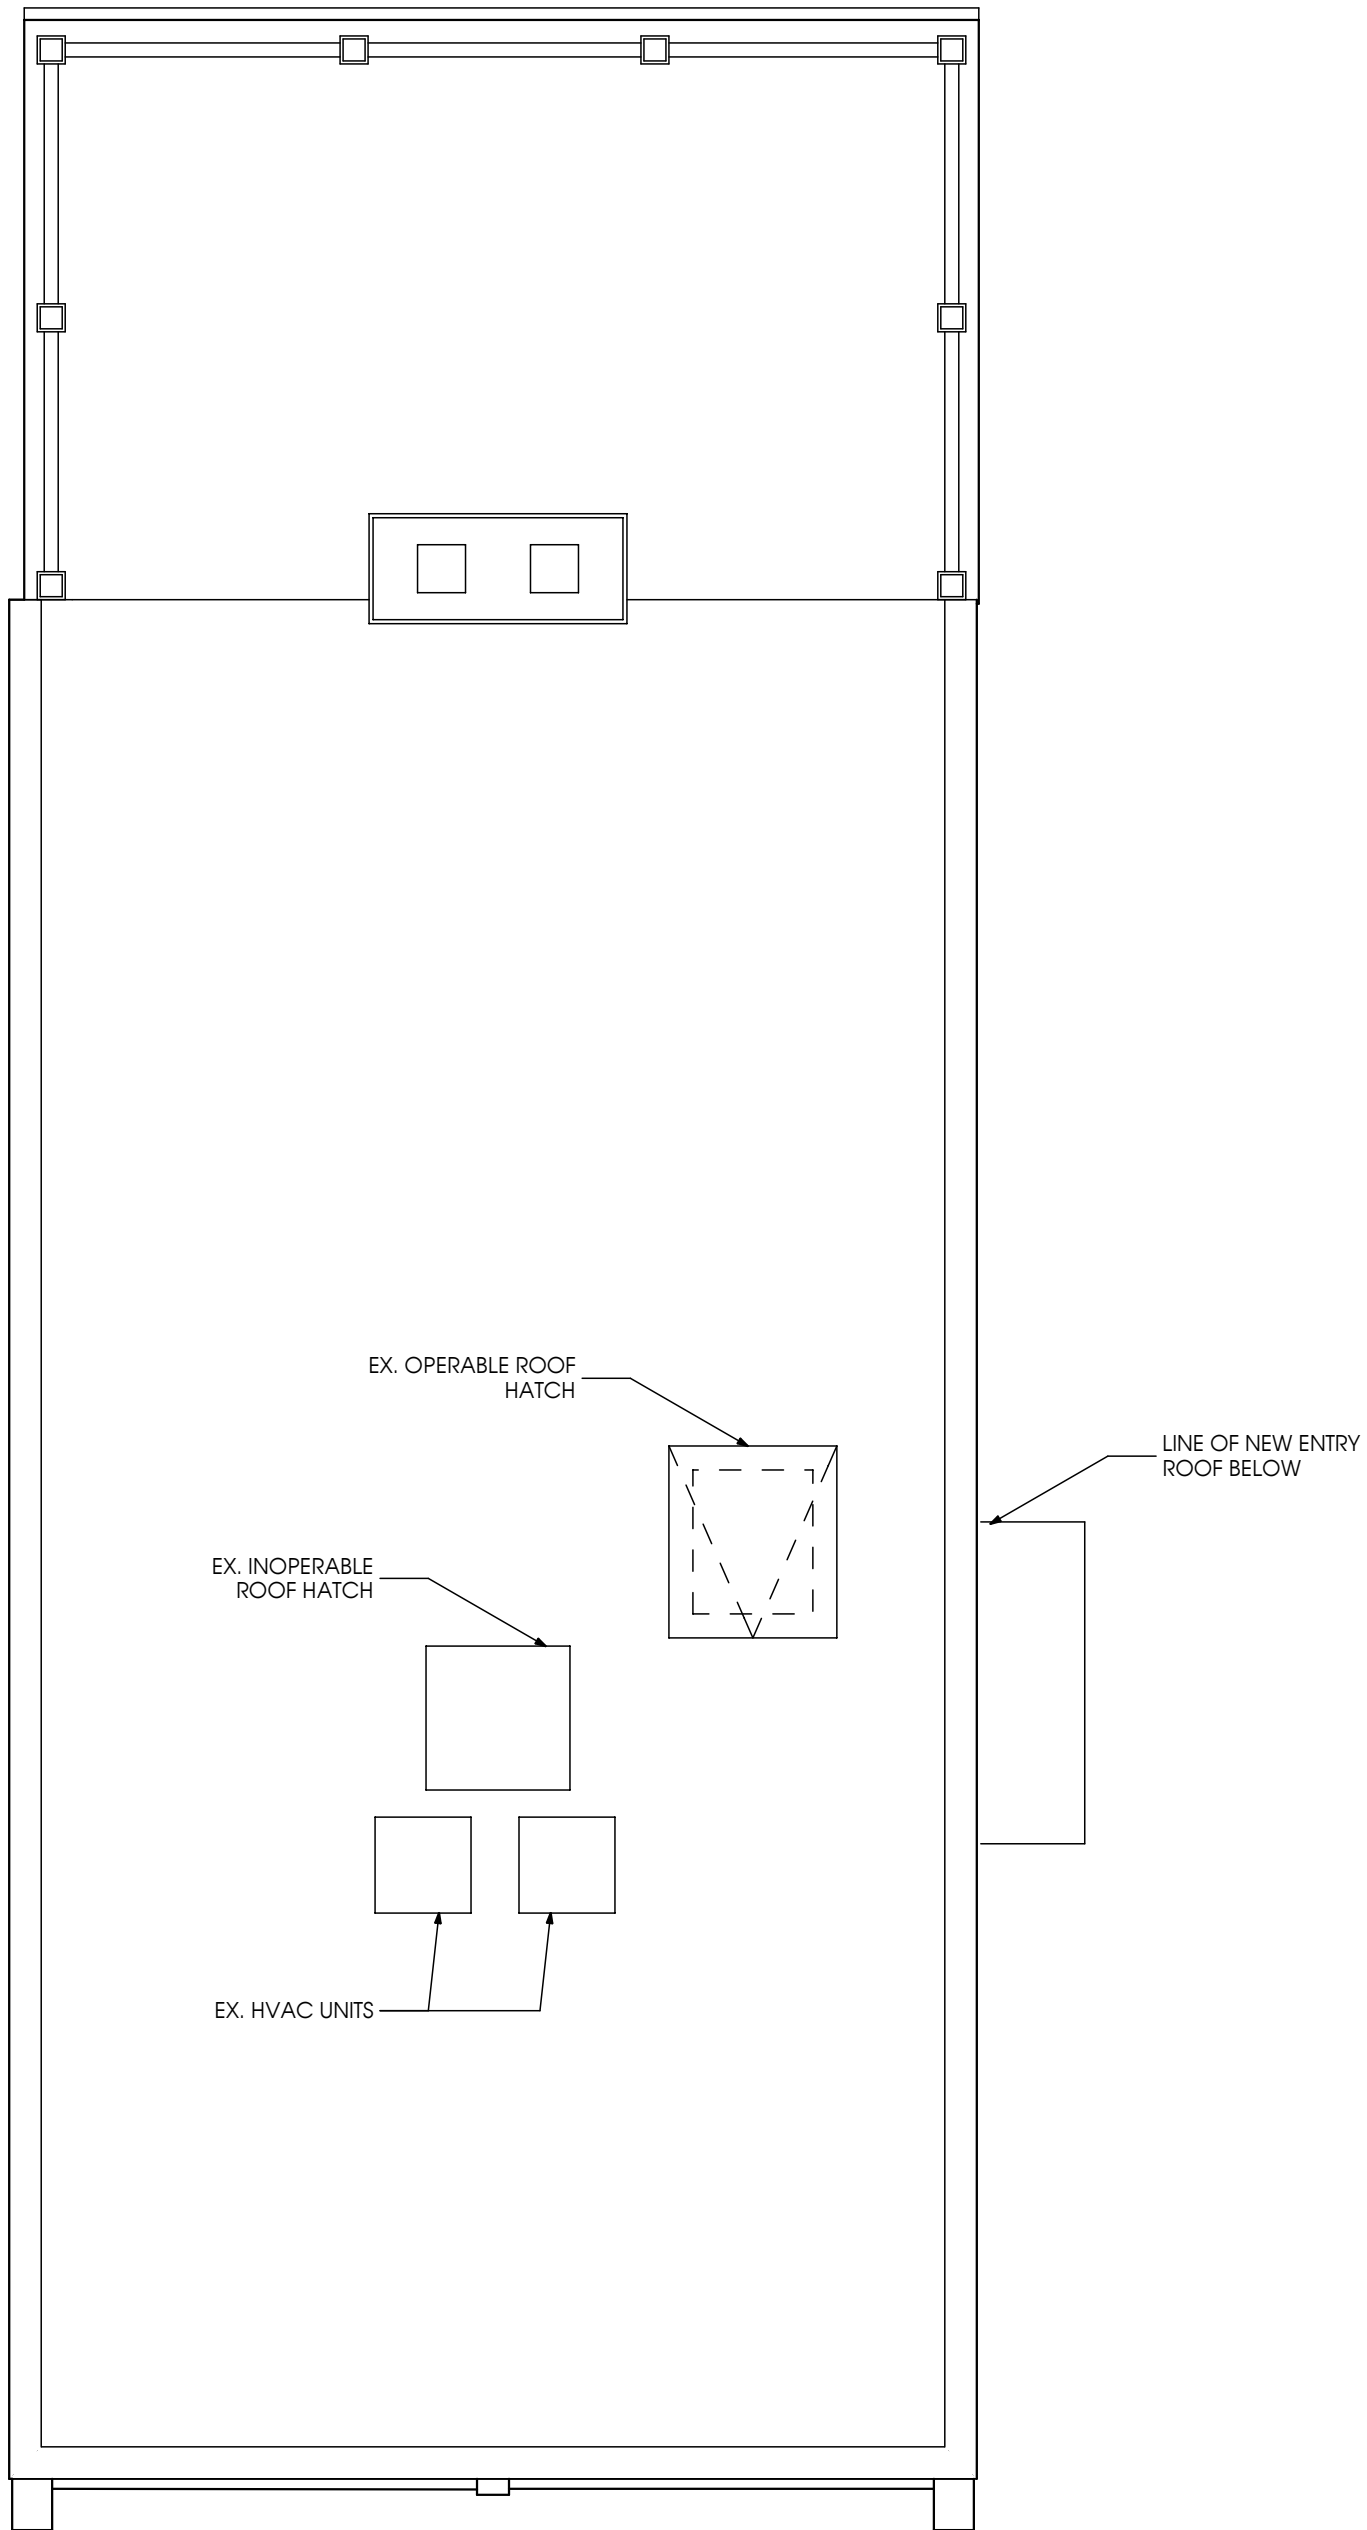 EX. OPERABLE ROOF
HATCH
LINE OF NEW ENTRY
ROOF BELOW
EX. INOPERABLE
ROOF HATCH
EX. HVAC UNITS